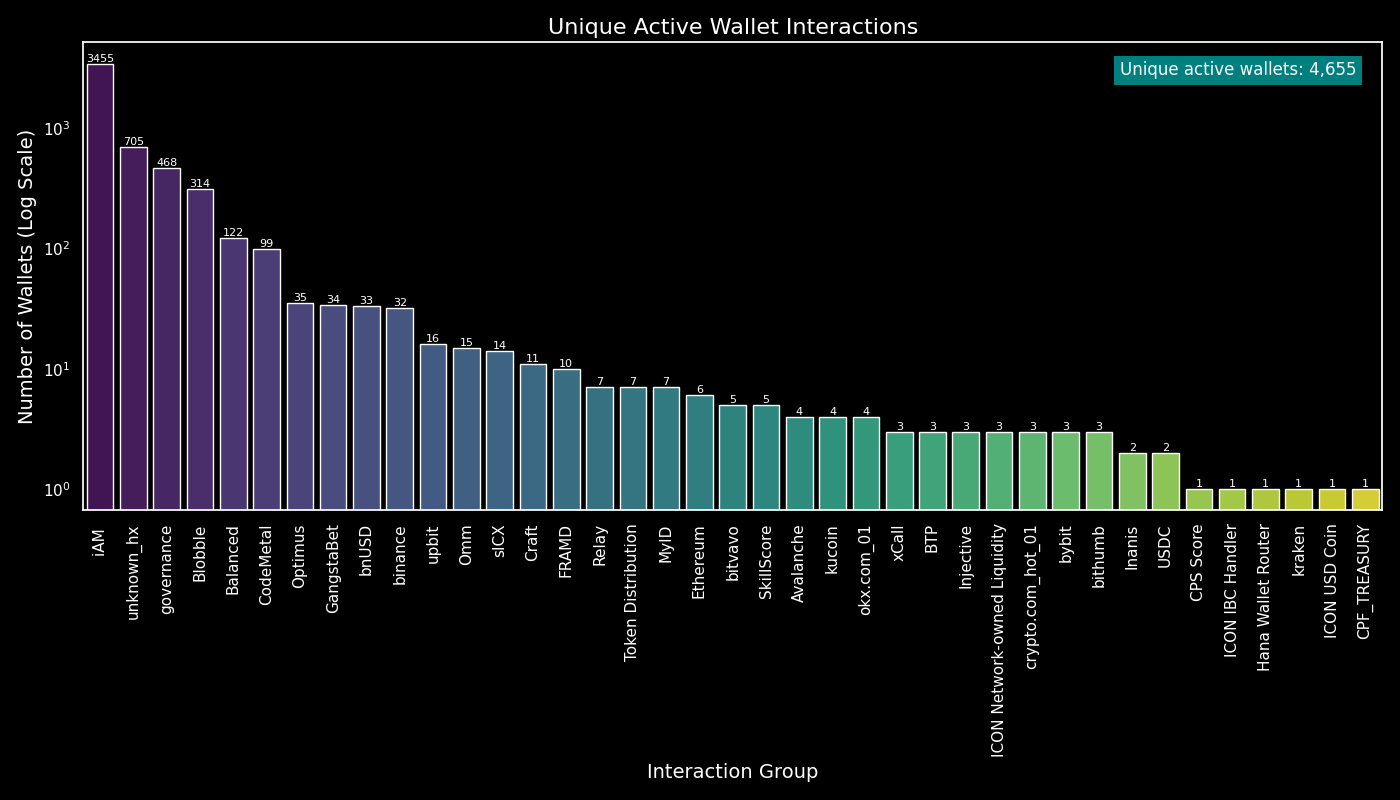 Unique Active Wallet Interactions
Unique active wallets: 4,655
Number of Wallets (Log Scale)
10³
10²
10¹
10⁰
3455
705
468
314
122
99
35
34
33
32
16
15
14
11
10
7
7
7
6
5
5
4
4
4
3
3
3
3
3
3
3
2
2
1
1
1
1
1
1
iAM
unknown_hx
governance
Blobble
Balanced
CodeMetal
Optimus
GangstaBet
bnUSD
binance
upbit
Omm
sICX
Craft
FRAMD
Relay
Token Distribution
MyID
Ethereum
bitvavo
SkillScore
Avalanche
kucoin
okx.com_01
xCall
BTP
Injective
ICON Network-owned Liquidity
crypto.com_hot_01
bybit
bithumb
Inanis
USDC
CPS Score
ICON IBC Handler
Hana Wallet Router
kraken
ICON USD Coin
CPF_TREASURY
Interaction Group